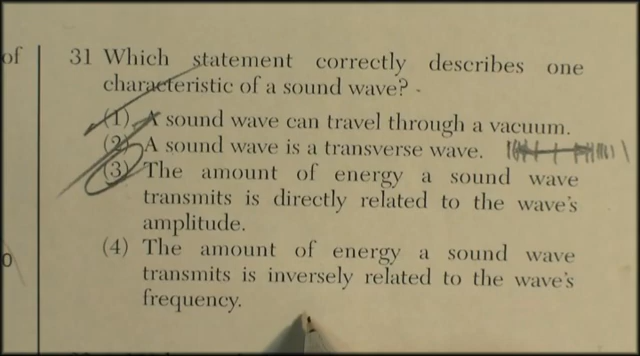 of
31 Which statement correctly describes one
characteristic of a sound wave?
(1) A sound wave can travel through a vacuum.
(2) A sound wave is a transverse wave.
(3) The amount of energy a sound wave
transmits is directly related to the wave's
amplitude.
(4) The amount of energy a sound wave
transmits is inversely related to the wave's
frequency.
0